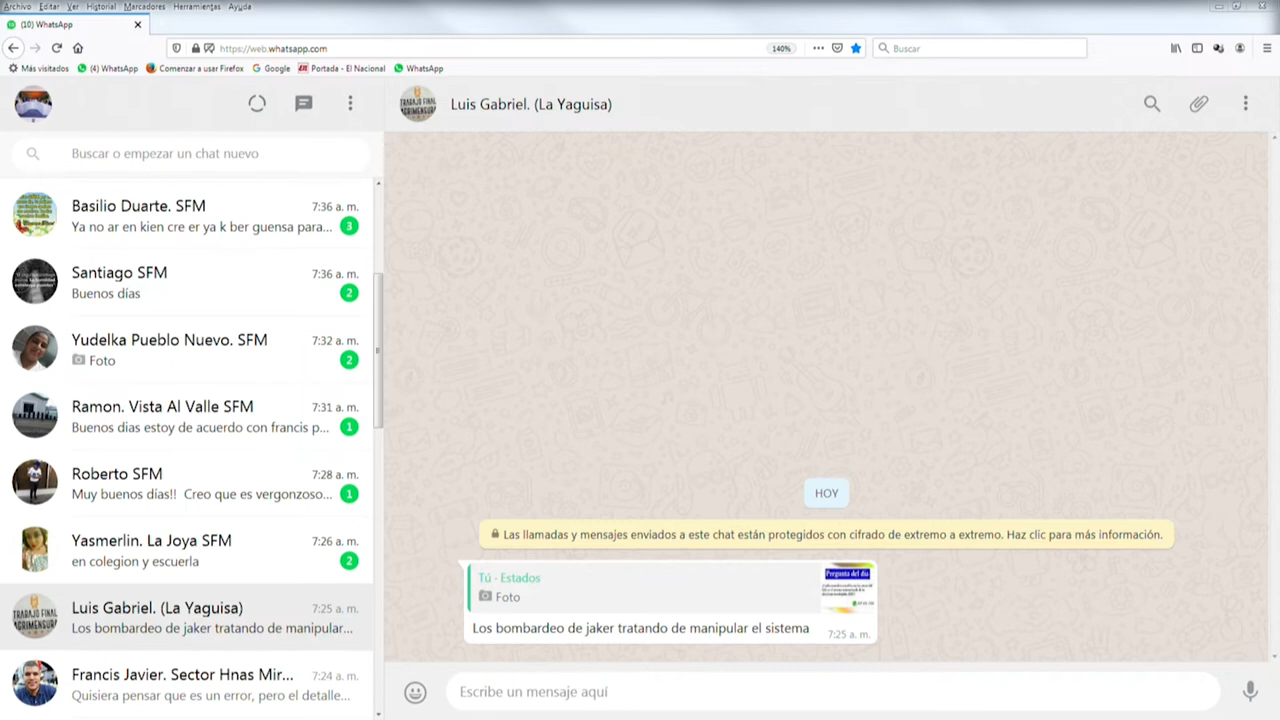 Archivo Editar Ver Historial Marcadores Herramientas Ayuda
(10) WhatsApp
https://web.whatsapp.com
140%
Buscar
Más visitados
(4) WhatsApp
Comenzar a usar Firefox
Google
Portada - El Nacional
WhatsApp
Luis Gabriel. (La Yaguisa)
Buscar o empezar un chat nuevo
Basilio Duarte. SFM
7:36 a. m.
Ya no ar en kien cre er ya k ber guensa para...
3
Santiago SFM
7:36 a. m.
Buenos días
2
Yudelka Pueblo Nuevo. SFM
7:32 a. m.
Foto
2
Ramon. Vista Al Valle SFM
7:31 a. m.
Buenos dias estoy de acuerdo con francis p...
1
Roberto SFM
7:28 a. m.
Muy buenos días!! Creo que es vergonzoso...
1
Yasmerlin. La Joya SFM
7:26 a. m.
en colegion y escuerla
2
TRABAJO FINAL
AGRIMENSURA
Luis Gabriel. (La Yaguisa)
7:25 a. m.
Los bombardeo de jaker tratando de manipular...
Francis Javier. Sector Hnas Mir...
7:24 a. m.
Quisiera pensar que es un error, pero el detalle...
TRABAJO FINAL
AGRIMENSURA
HOY
Las llamadas y mensajes enviados a este chat están protegidos con cifrado de extremo a extremo. Haz clic para más información.
Tú - Estados
Foto
Pregunta del día
Los bombardeo de jaker tratando de manipular el sistema
7:25 a. m.
Escribe un mensaje aquí